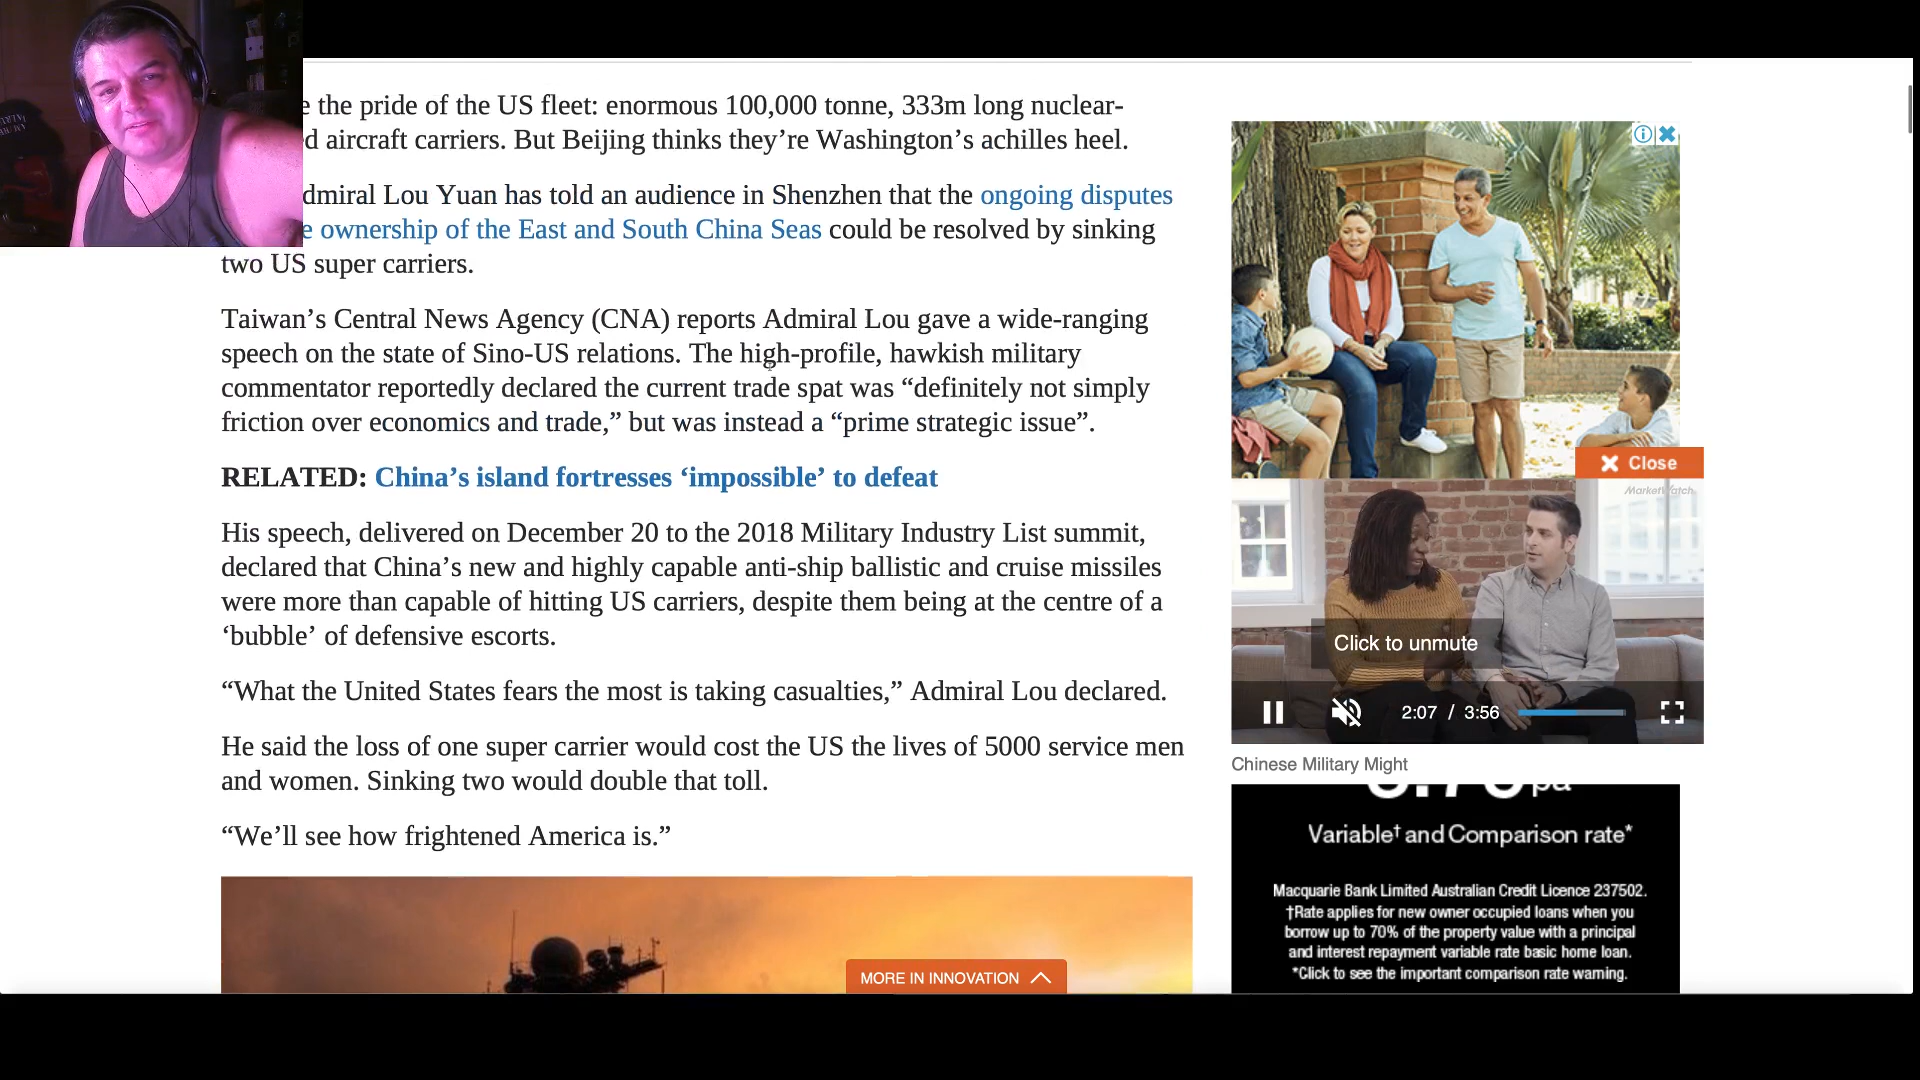 e the pride of the US fleet: enormous 100,000 tonne, 333m long nuclear-
d aircraft carriers. But Beijing thinks they’re Washington’s achilles heel.
dmiral Lou Yuan has told an audience in Shenzhen that the ongoing disputes
e ownership of the East and South China Seas could be resolved by sinking
two US super carriers.
Taiwan’s Central News Agency (CNA) reports Admiral Lou gave a wide-ranging
speech on the state of Sino-US relations. The high-profile, hawkish military
commentator reportedly declared the current trade spat was “definitely not simply
friction over economics and trade,” but was instead a “prime strategic issue”.
RELATED: China’s island fortresses ‘impossible’ to defeat
His speech, delivered on December 20 to the 2018 Military Industry List summit,
declared that China’s new and highly capable anti-ship ballistic and cruise missiles
were more than capable of hitting US carriers, despite them being at the centre of a
‘bubble’ of defensive escorts.
“What the United States fears the most is taking casualties,” Admiral Lou declared.
He said the loss of one super carrier would cost the US the lives of 5000 service men
and women. Sinking two would double that toll.
“We’ll see how frightened America is.”
MORE IN INNOVATION
Close
MarketWatch
Click to unmute
2:07 / 3:56
Chinese Military Might
pa
Variable† and Comparison rate*
Macquarie Bank Limited Australian Credit Licence 237502.
†Rate applies for new owner occupied loans when you
borrow up to 70% of the property value with a principal
and interest repayment variable rate basic home loan.
*Click to see the important comparison rate warning.